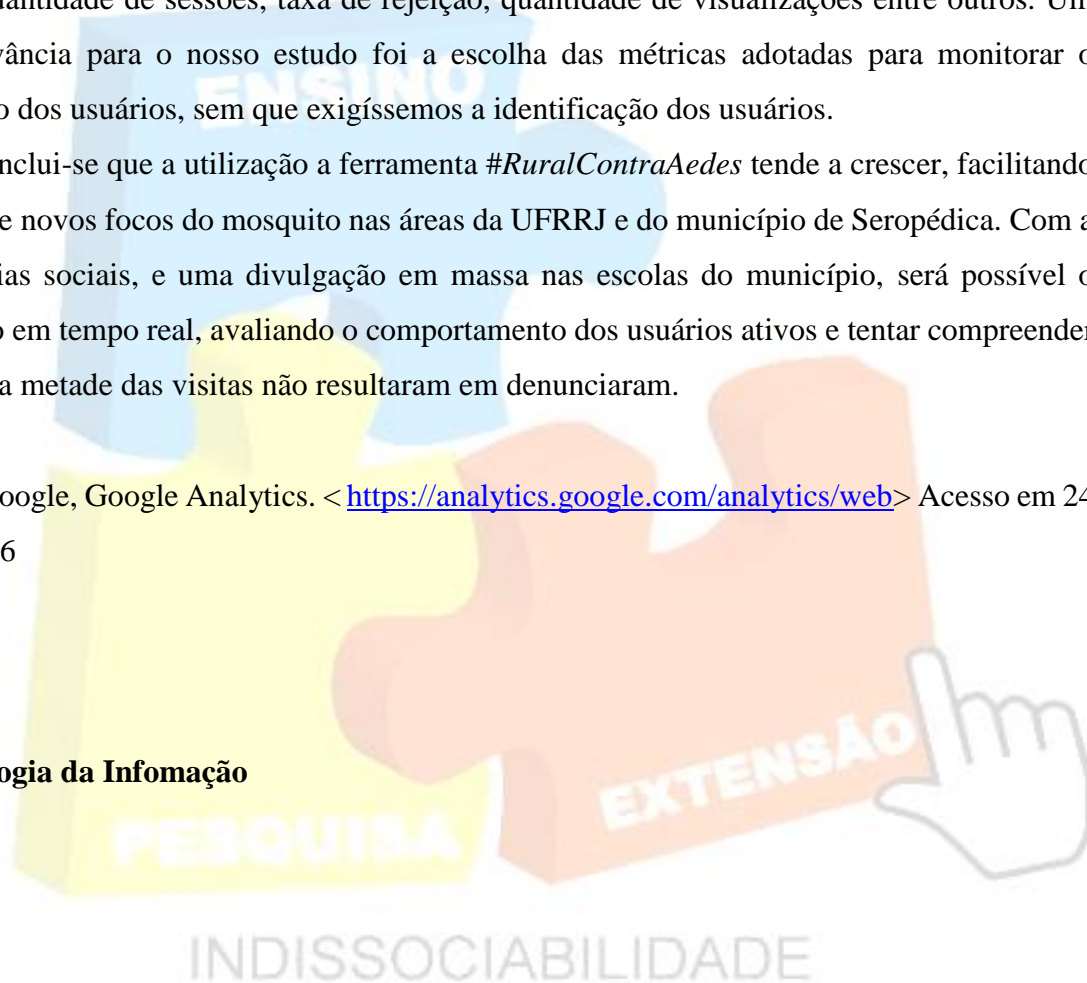 uantidade de sessões, taxa de rejeição, quantidade de visualizações entre outros. Um
vância para o nosso estudo foi a escolha das métricas adotadas para monitorar o
o dos usuários, sem que exigíssemos a identificação dos usuários.
nclui-se que a utilização a ferramenta #RuralContraAedes tende a crescer, facilitando
e novos focos do mosquito nas áreas da UFRRJ e do município de Seropédica. Com a
ias sociais, e uma divulgação em massa nas escolas do município, será possível o
o em tempo real, avaliando o comportamento dos usuários ativos e tentar compreender
a metade das visitas não resultaram em denunciaram.
oogle, Google Analytics. <https://analytics.google.com/analytics/web> Acesso em 24
6
ogia da Infomação
ENSINO
EXTENSÃO
PESQUISA
INDISSOCIABILIDADE